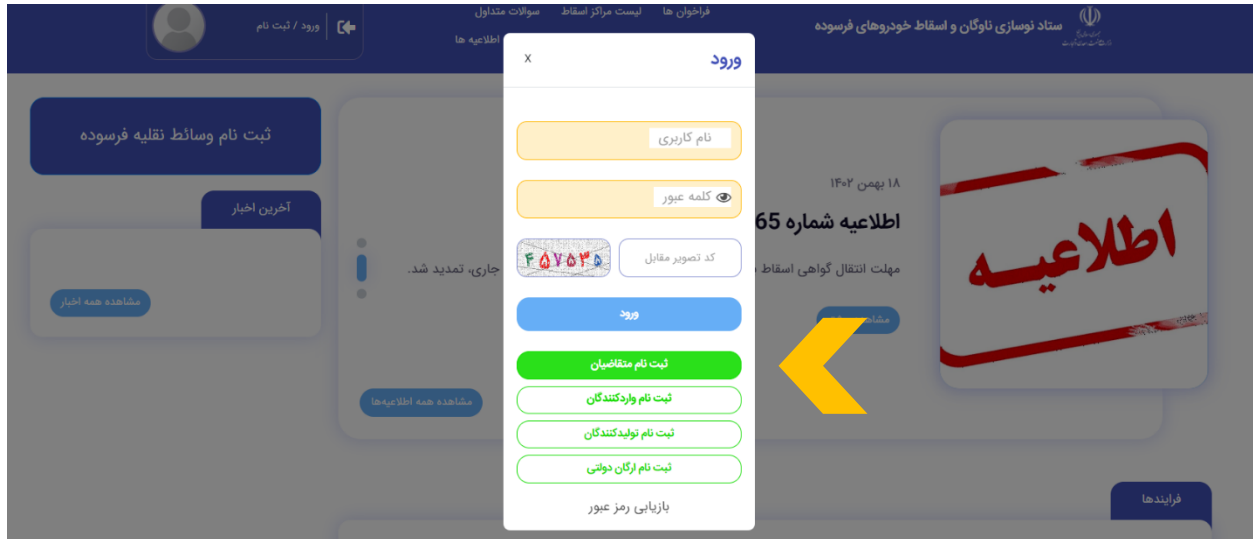 ستاد نوسازی ناوگان و اسقاط خودروهای فرسوده
فراخوان ها لیست مراکز اسقاط سوالات متداول
اطلاعیه ها
ورود / ثبت نام
ورود
X
نام کاربری
کلمه عبور
کد تصویر مقابل
۴۵۷۵۳۵
ورود
ثبت نام متقاضیان
ثبت نام واردکنندگان
ثبت نام تولیدکنندگان
ثبت نام ارگان دولتی
بازیابی رمز عبور
اطلاعیه
۱۸ بهمن ۱۴۰۲
اطلاعیه شماره 65
مهلت انتقال گواهی اسقاط
جاری، تمدید شد.
مشاهده همه اطلاعیه‌ها
ثبت نام وسائط نقلیه فرسوده
آخرین اخبار
مشاهده همه اخبار
فرایندها